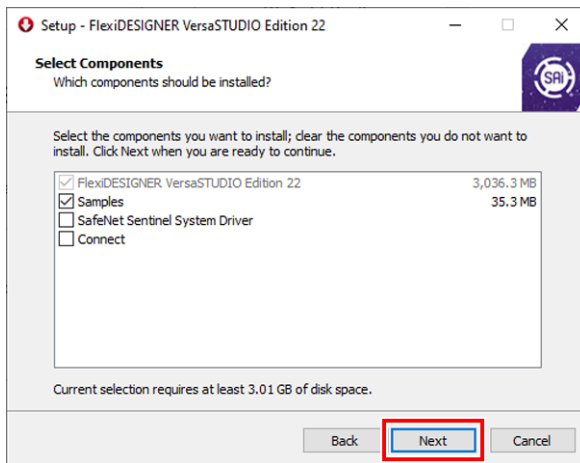 Setup - FlexiDESIGNER VersaSTUDIO Edition 22
Select Components
Which components should be installed?
SAi
Select the components you want to install; clear the components you do not want to
install. Click Next when you are ready to continue.
FlexiDESIGNER VersaSTUDIO Edition 22 3,036.3 MB
Samples 35.3 MB
SafeNet Sentinel System Driver
Connect
Current selection requires at least 3.01 GB of disk space.
Back Next Cancel